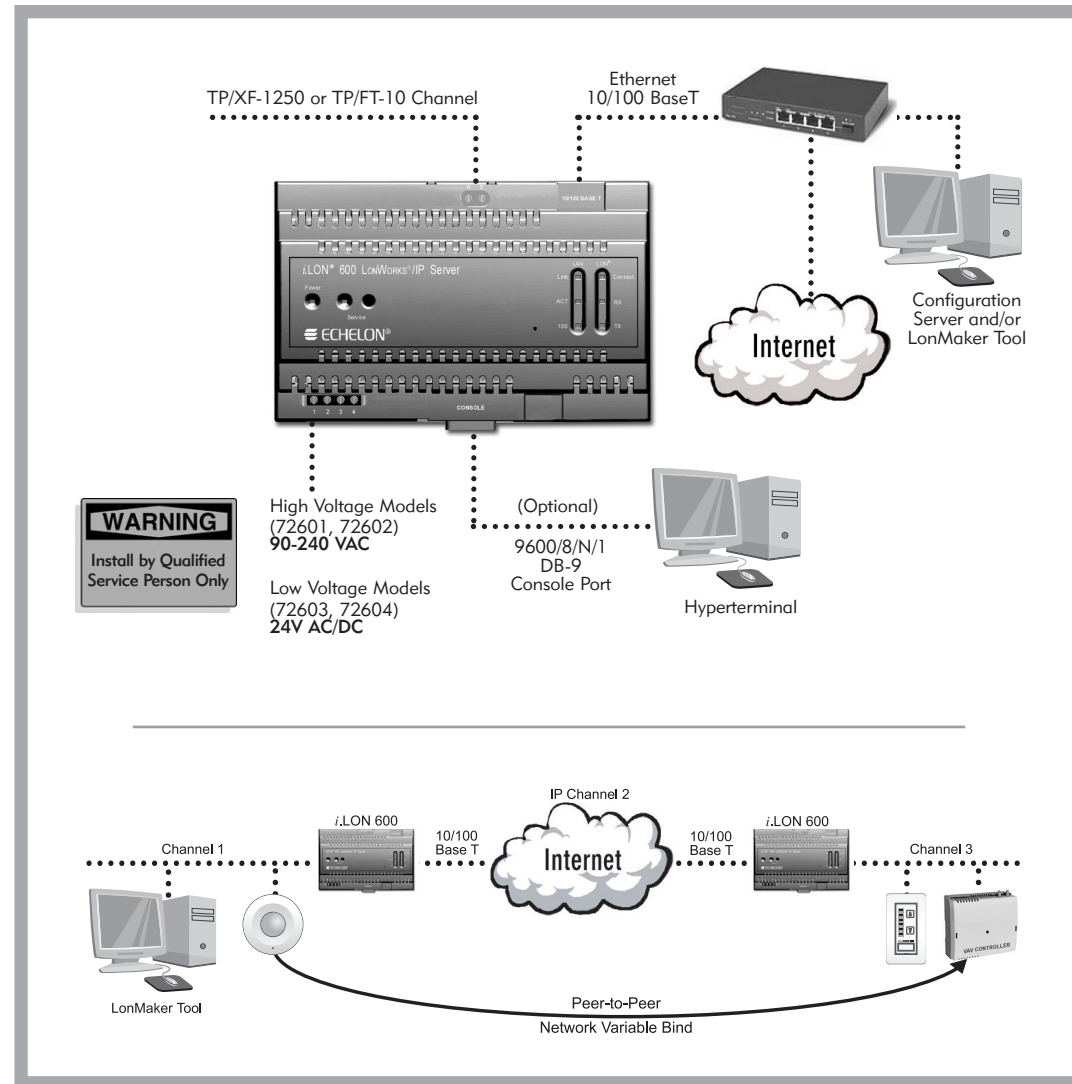 TP/XF-1250 or TP/FT-10 Channel
Ethernet
10/100 BaseT
10/100 BASE T
i.LON® 600 LONWORKS®/IP Server
LAN LON®
Link
Connect
Power
ACT
RX
Service
100
TX
ECHELON®
1 2 3 4
CONSOLE
Internet
Configuration
Server and/or
LonMaker Tool
WARNING
Install by Qualified
Service Person Only
High Voltage Models
(72601, 72602)
90-240 VAC
Low Voltage Models
(72603, 72604)
24V AC/DC
(Optional)
9600/8/N/1
DB-9
Console Port
Hyperterminal
IP Channel 2
i.LON 600
i.LON 600
Channel 1
10/100
Base T
Internet
10/100
Base T
Channel 3
VAV CONTROLLER
LonMaker Tool
Peer-to-Peer
Network Variable Bind